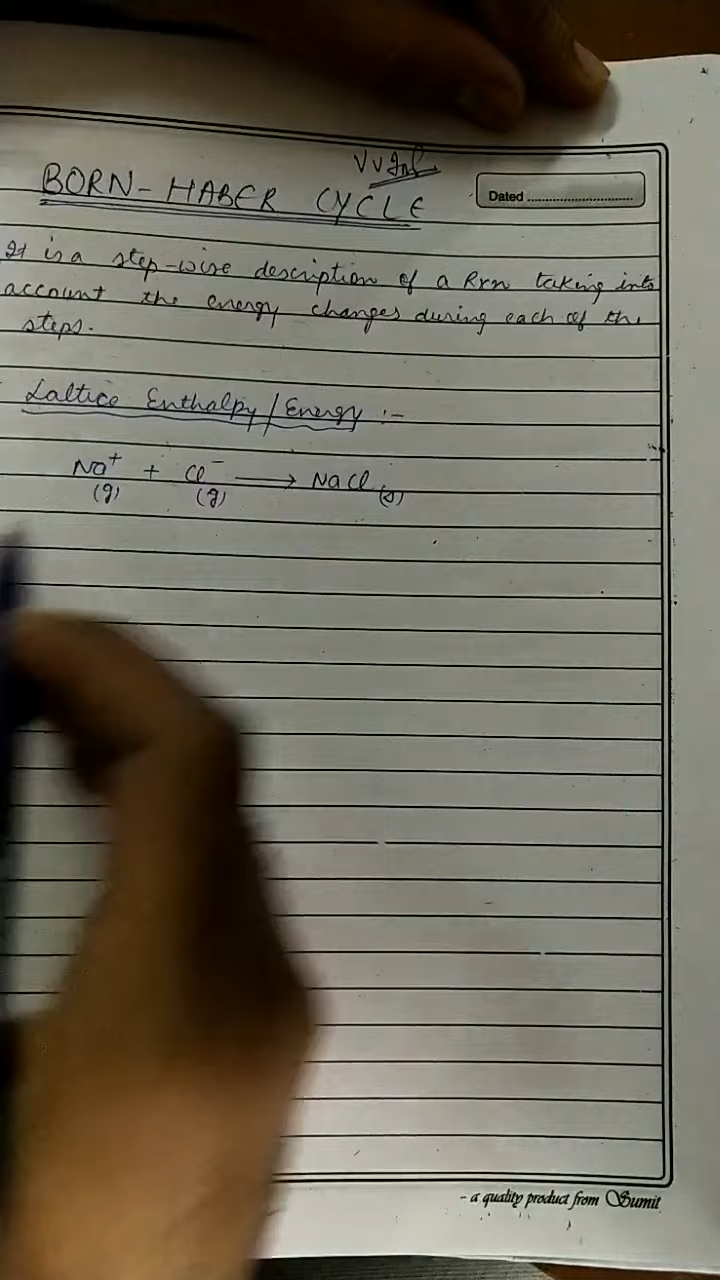 V V Imp.
BORN-HABER CYCLE
Dated
It is a step-wise description of a Rxn taking into
account the energy changes during each of the
steps.
Lattice Enthalpy/Energy :-
Na+ + Cl- → NaCl (s)
(g) (g)
- a quality product from Sumit